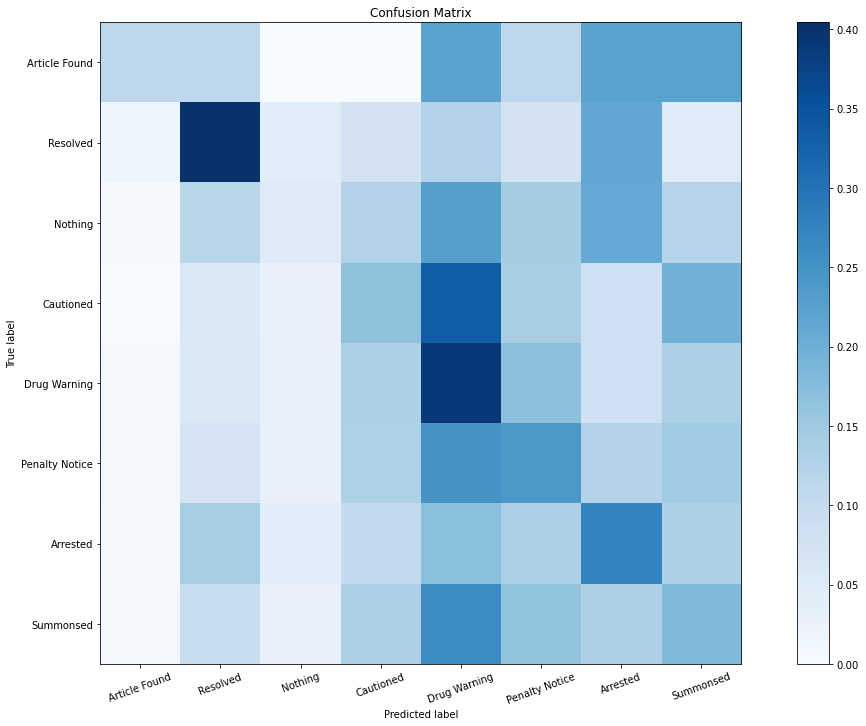 Confusion Matrix
True label
Article Found
Resolved
Nothing
Cautioned
Drug Warning
Penalty Notice
Arrested
Summonsed
Article Found
Resolved
Nothing
Cautioned
Drug Warning
Penalty Notice
Arrested
Summonsed
Predicted label
0.40
0.35
0.30
0.25
0.20
0.15
0.10
0.05
0.00